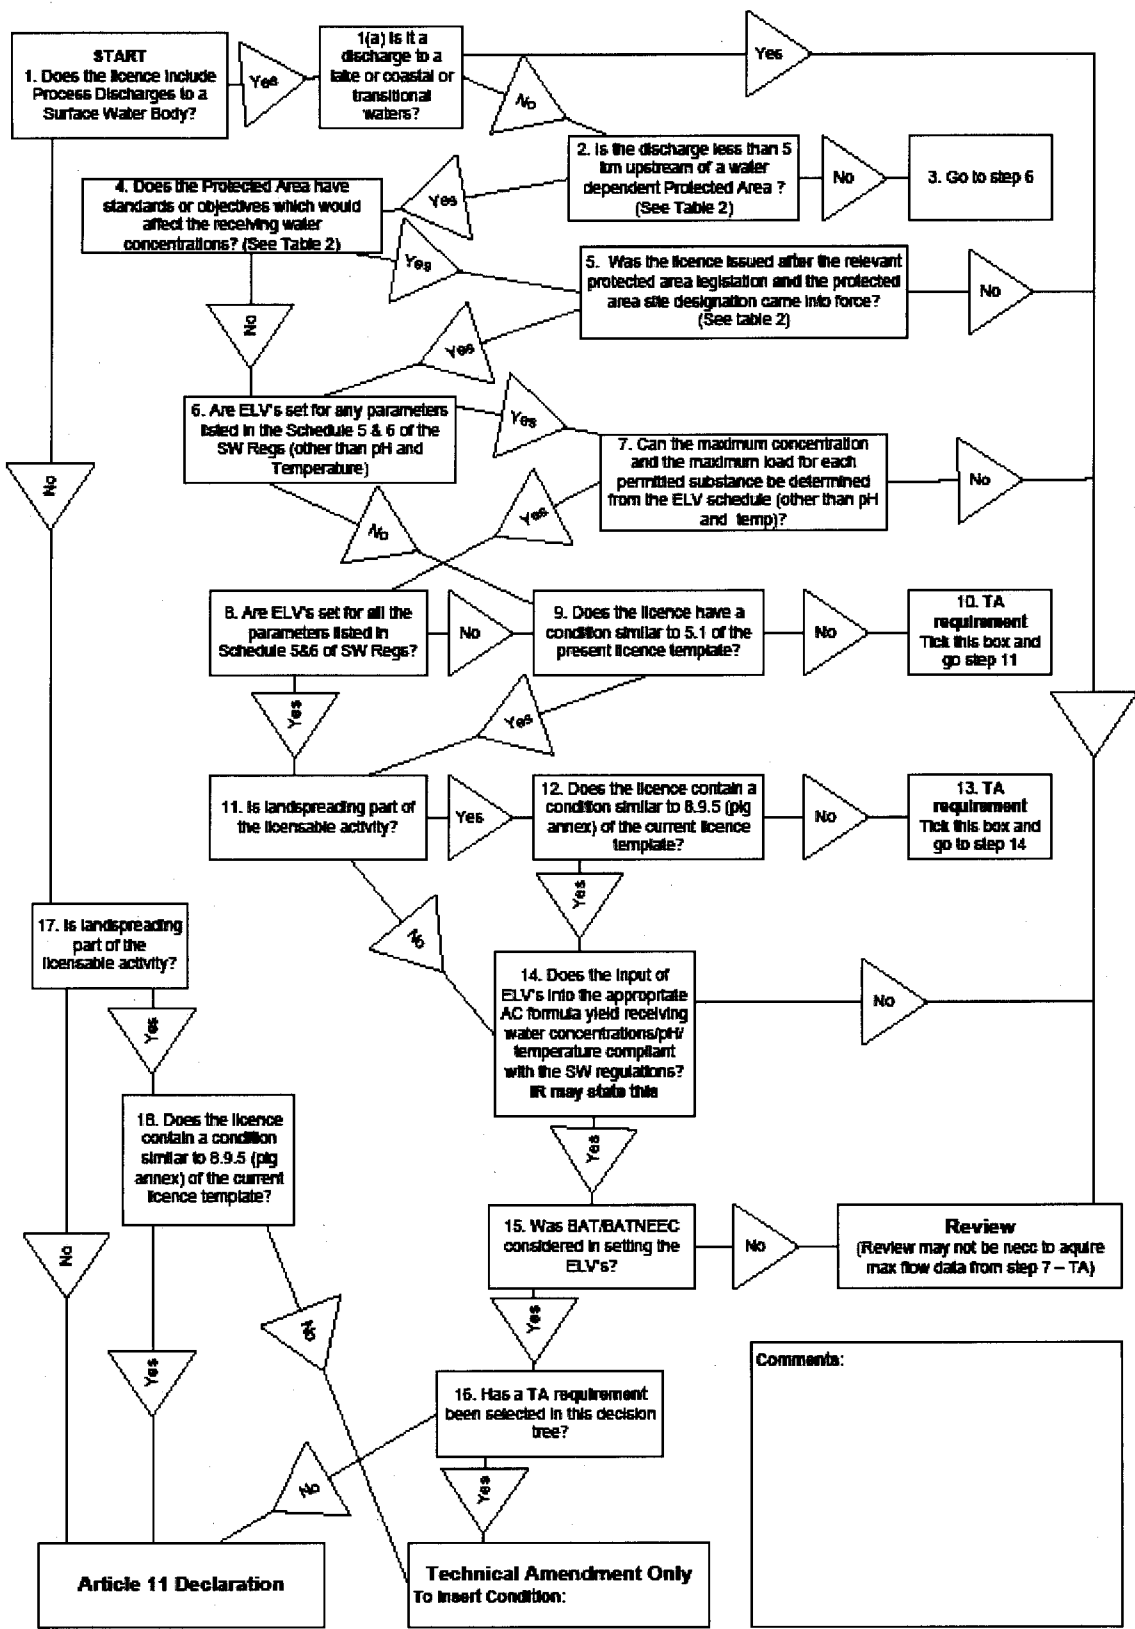 START
1. Does the licence include
Process Discharges to a
Surface Water Body?
Yes
1(a) Is it a
discharge to a
lake or coastal or
transitional
waters?
Yes
No
2. Is the discharge less than 5
km upstream of a water
dependent Protected Area ?
(See Table 2)
No
3. Go to step 6
Yes
4. Does the Protected Area have
standards or objectives which would
affect the receiving water
concentrations? (See Table 2)
Yes
No
5. Was the licence issued after the relevant
protected area legislation and the protected
area site designation came into force?
(See table 2)
No
Yes
6. Are ELV's set for any parameters
listed in the Schedule 5 & 6 of the
SW Regs (other than pH and
Temperature)
Yes
No
7. Can the maximum concentration
and the maximum load for each
permitted substance be determined
from the ELV schedule (other than pH
and temp)?
No
Yes
No
8. Are ELV's set for all the
parameters listed in
Schedule 5&6 of SW Regs?
No
9. Does the licence have a
condition similar to 5.1 of the
present licence template?
No
10. TA
requirement
Tick this box and
go step 11
Yes
Yes
11. Is landspreading part of
the licensable activity?
Yes
12. Does the licence contain a
condition similar to 8.9.5 (pig
annex) of the current licence
template?
No
13. TA
requirement
Tick this box and
go to step 14
Yes
No
17. Is landspreading
part of the
licensable activity?
14. Does the input of
ELV's into the appropriate
AC formula yield receiving
water concentrations/pH/
temperature compliant
with the SW regulations?
IR may state this
No
Yes
Yes
18. Does the licence
contain a condition
similar to 8.9.5 (pig
annex) of the current
licence template?
15. Was BAT/BATNEEC
considered in setting the
ELV's?
No
Review
(Review may not be necc to aquire
max flow data from step 7 – TA)
No
Yes
No
Yes
16. Has a TA requirement
been selected in this decision
tree?
Comments:
No
Yes
Article 11 Declaration
Technical Amendment Only
To Insert Condition: